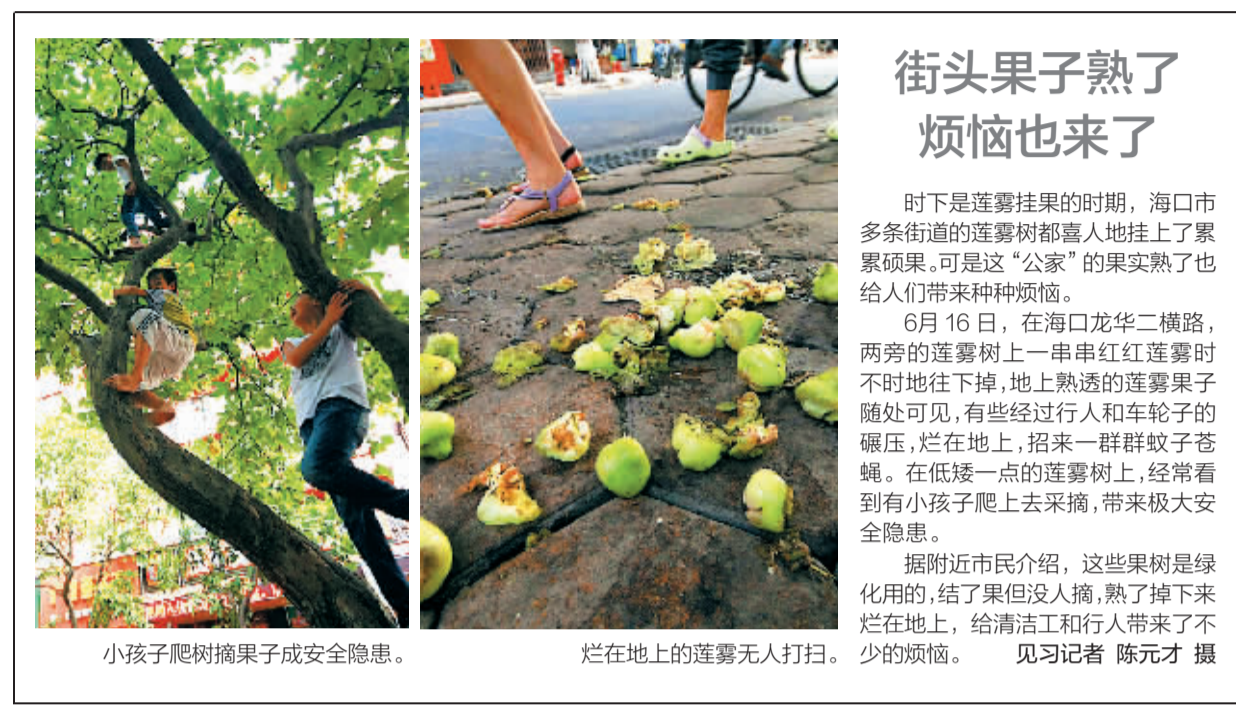 街头果子熟了
烦恼也来了
时下是莲雾挂果的时期，海口市
多条街道的莲雾树都喜人地挂上了累
累硕果。可是这“公家”的果实熟了也
给人们带来种种烦恼。
6月16日，在海口龙华二横路，
两旁的莲雾树上一串串红红莲雾时
不时地往下掉，地上熟透的莲雾果子
随处可见，有些经过行人和车轮子的
碾压，烂在地上，招来一群群蚊子苍
蝇。在低矮一点的莲雾树上，经常看
到有小孩子爬上去采摘，带来极大安
全隐患。
据附近市民介绍，这些果树是绿
化用的，结了果但没人摘，熟了掉下来
烂在地上，给清洁工和行人带来了不
少的烦恼。 见习记者 陈元才 摄
小孩子爬树摘果子成安全隐患。
烂在地上的莲雾无人打扫。